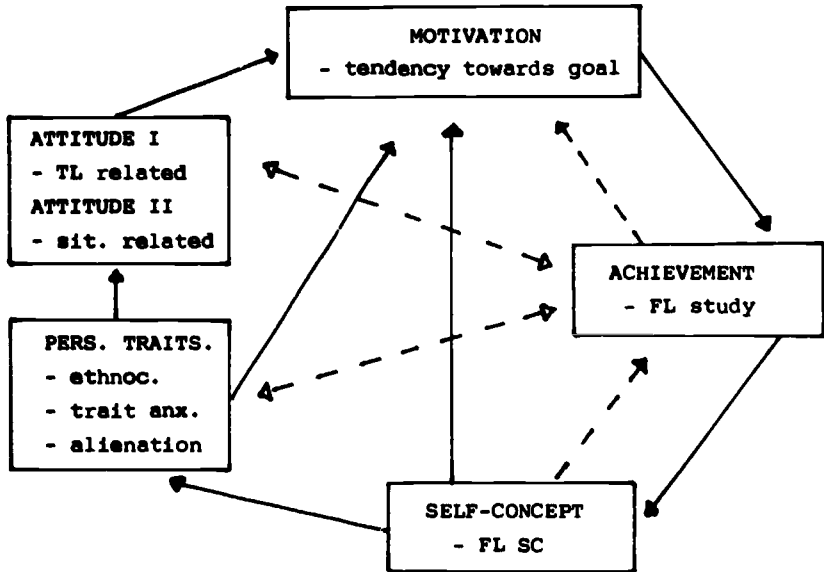 MOTIVATION
- tendency towards goal
ATTITUDE I
- TL related
ATTITUDE II
- sit. related
ACHIEVEMENT
- FL study
PERS. TRAITS.
- ethnoc.
- trait anx.
- alienation
SELF-CONCEPT
- FL SC